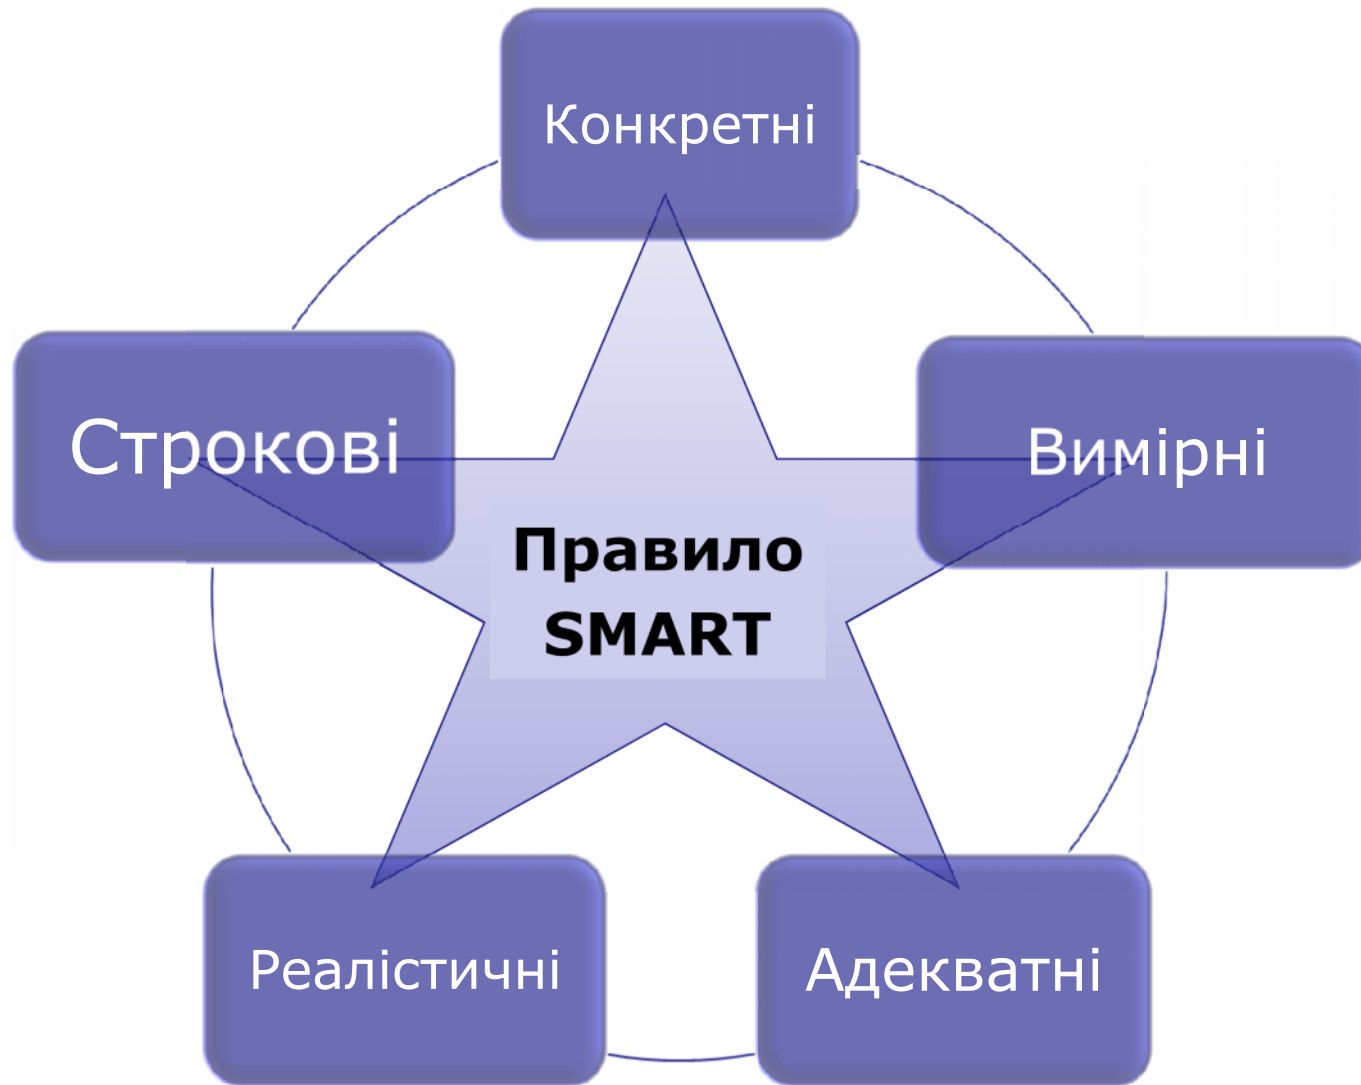 Конкретні
Строкові
Вимірні
Правило
SMART
Реалістичні
Адекватні